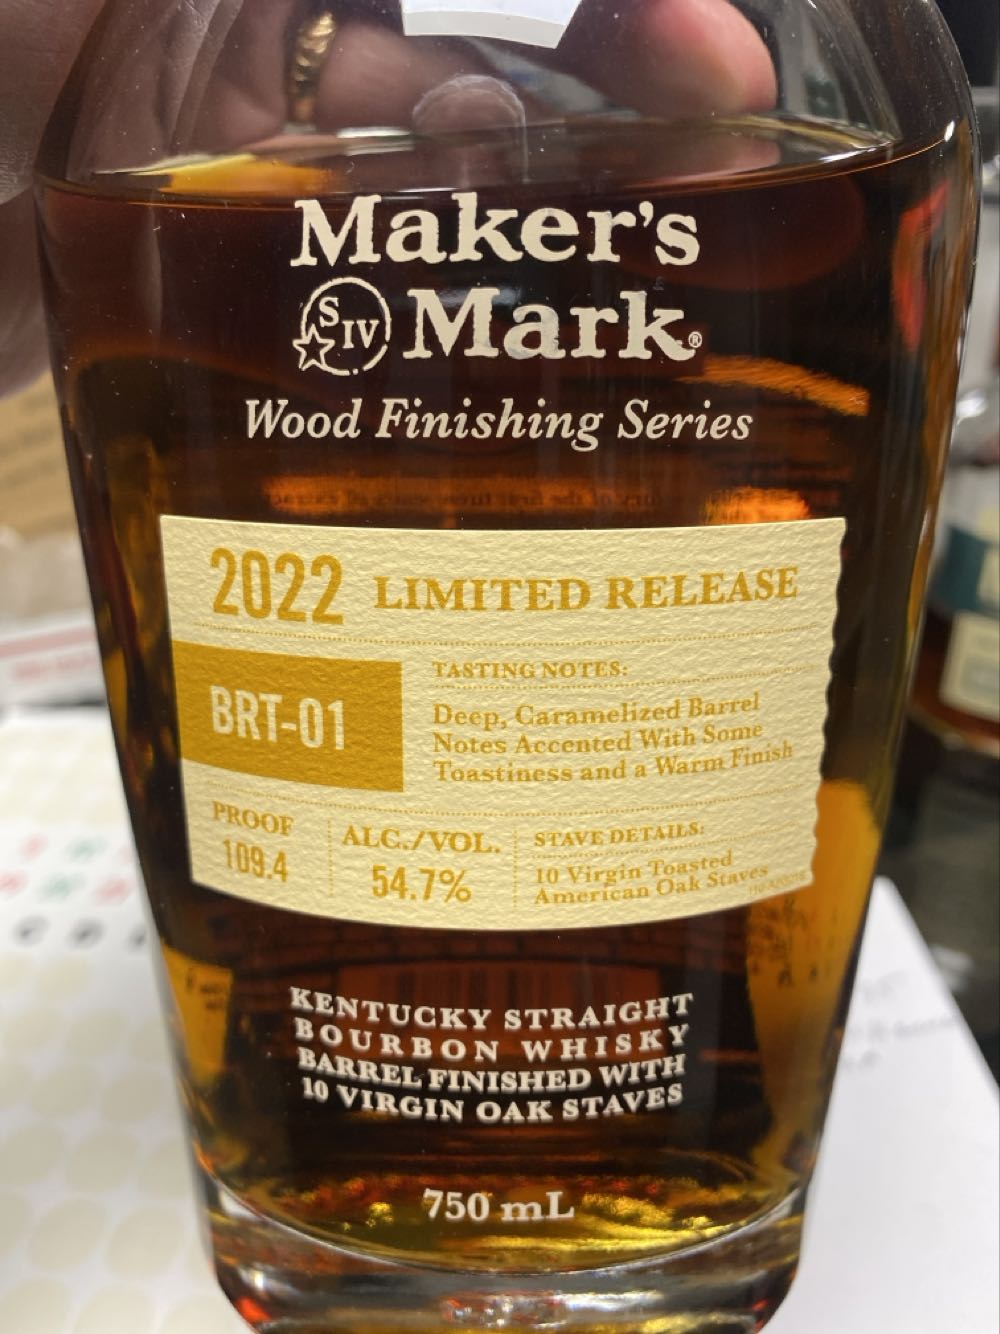 Maker's
S IV Mark®
Wood Finishing Series
2022 LIMITED RELEASE
BRT-01
TASTING NOTES:
Deep, Caramelized Barrel
Notes Accented With Some
Toastiness and a Warm Finish
PROOF
109.4
ALC./VOL.
54.7%
STAVE DETAILS:
10 Virgin Toasted
American Oak Staves
KENTUCKY STRAIGHT
BOURBON WHISKY
BARREL FINISHED WITH
10 VIRGIN OAK STAVES
750 mL